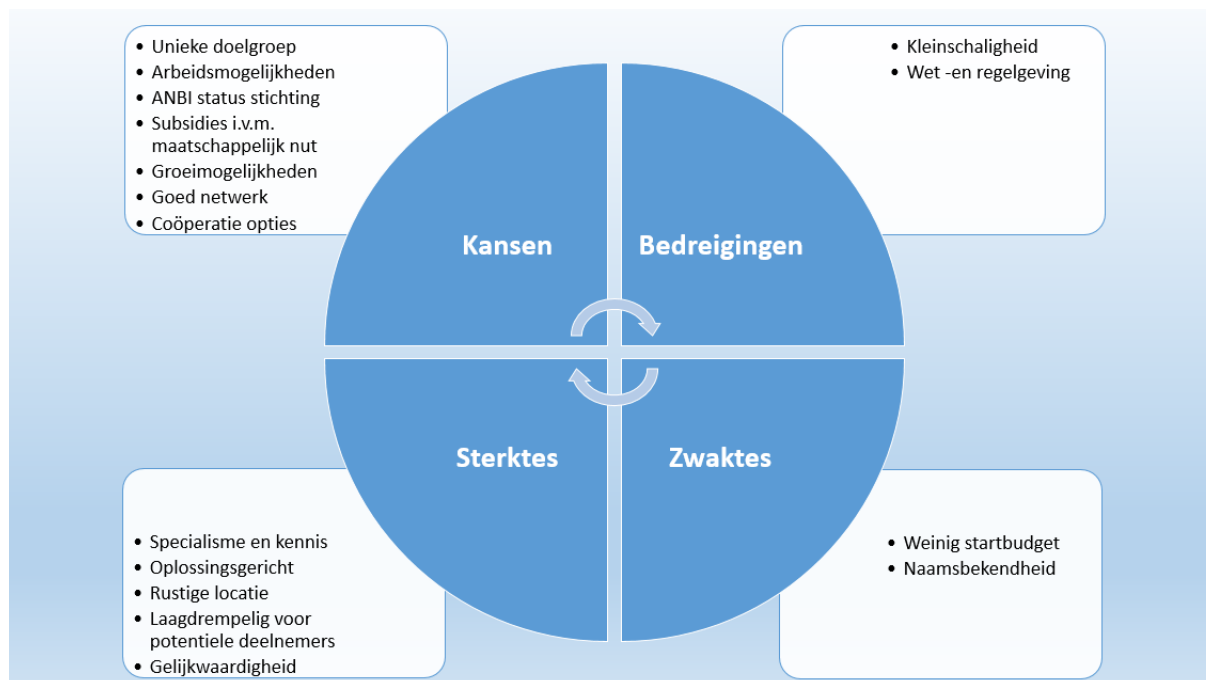 • Unieke doelgroep
• Arbeidsmogelijkheden
• ANBI status stichting
• Subsidies i.v.m.
maatschappelijk nut
• Groeimogelijkheden
• Goed netwerk
• Coöperatie opties
• Kleinschaligheid
• Wet -en regelgeving
Kansen
Bedreigingen
Sterktes
Zwaktes
• Specialisme en kennis
• Oplossingsgericht
• Rustige locatie
• Laagdrempelig voor
potentiele deelnemers
• Gelijkwaardigheid
• Weinig startbudget
• Naamsbekendheid